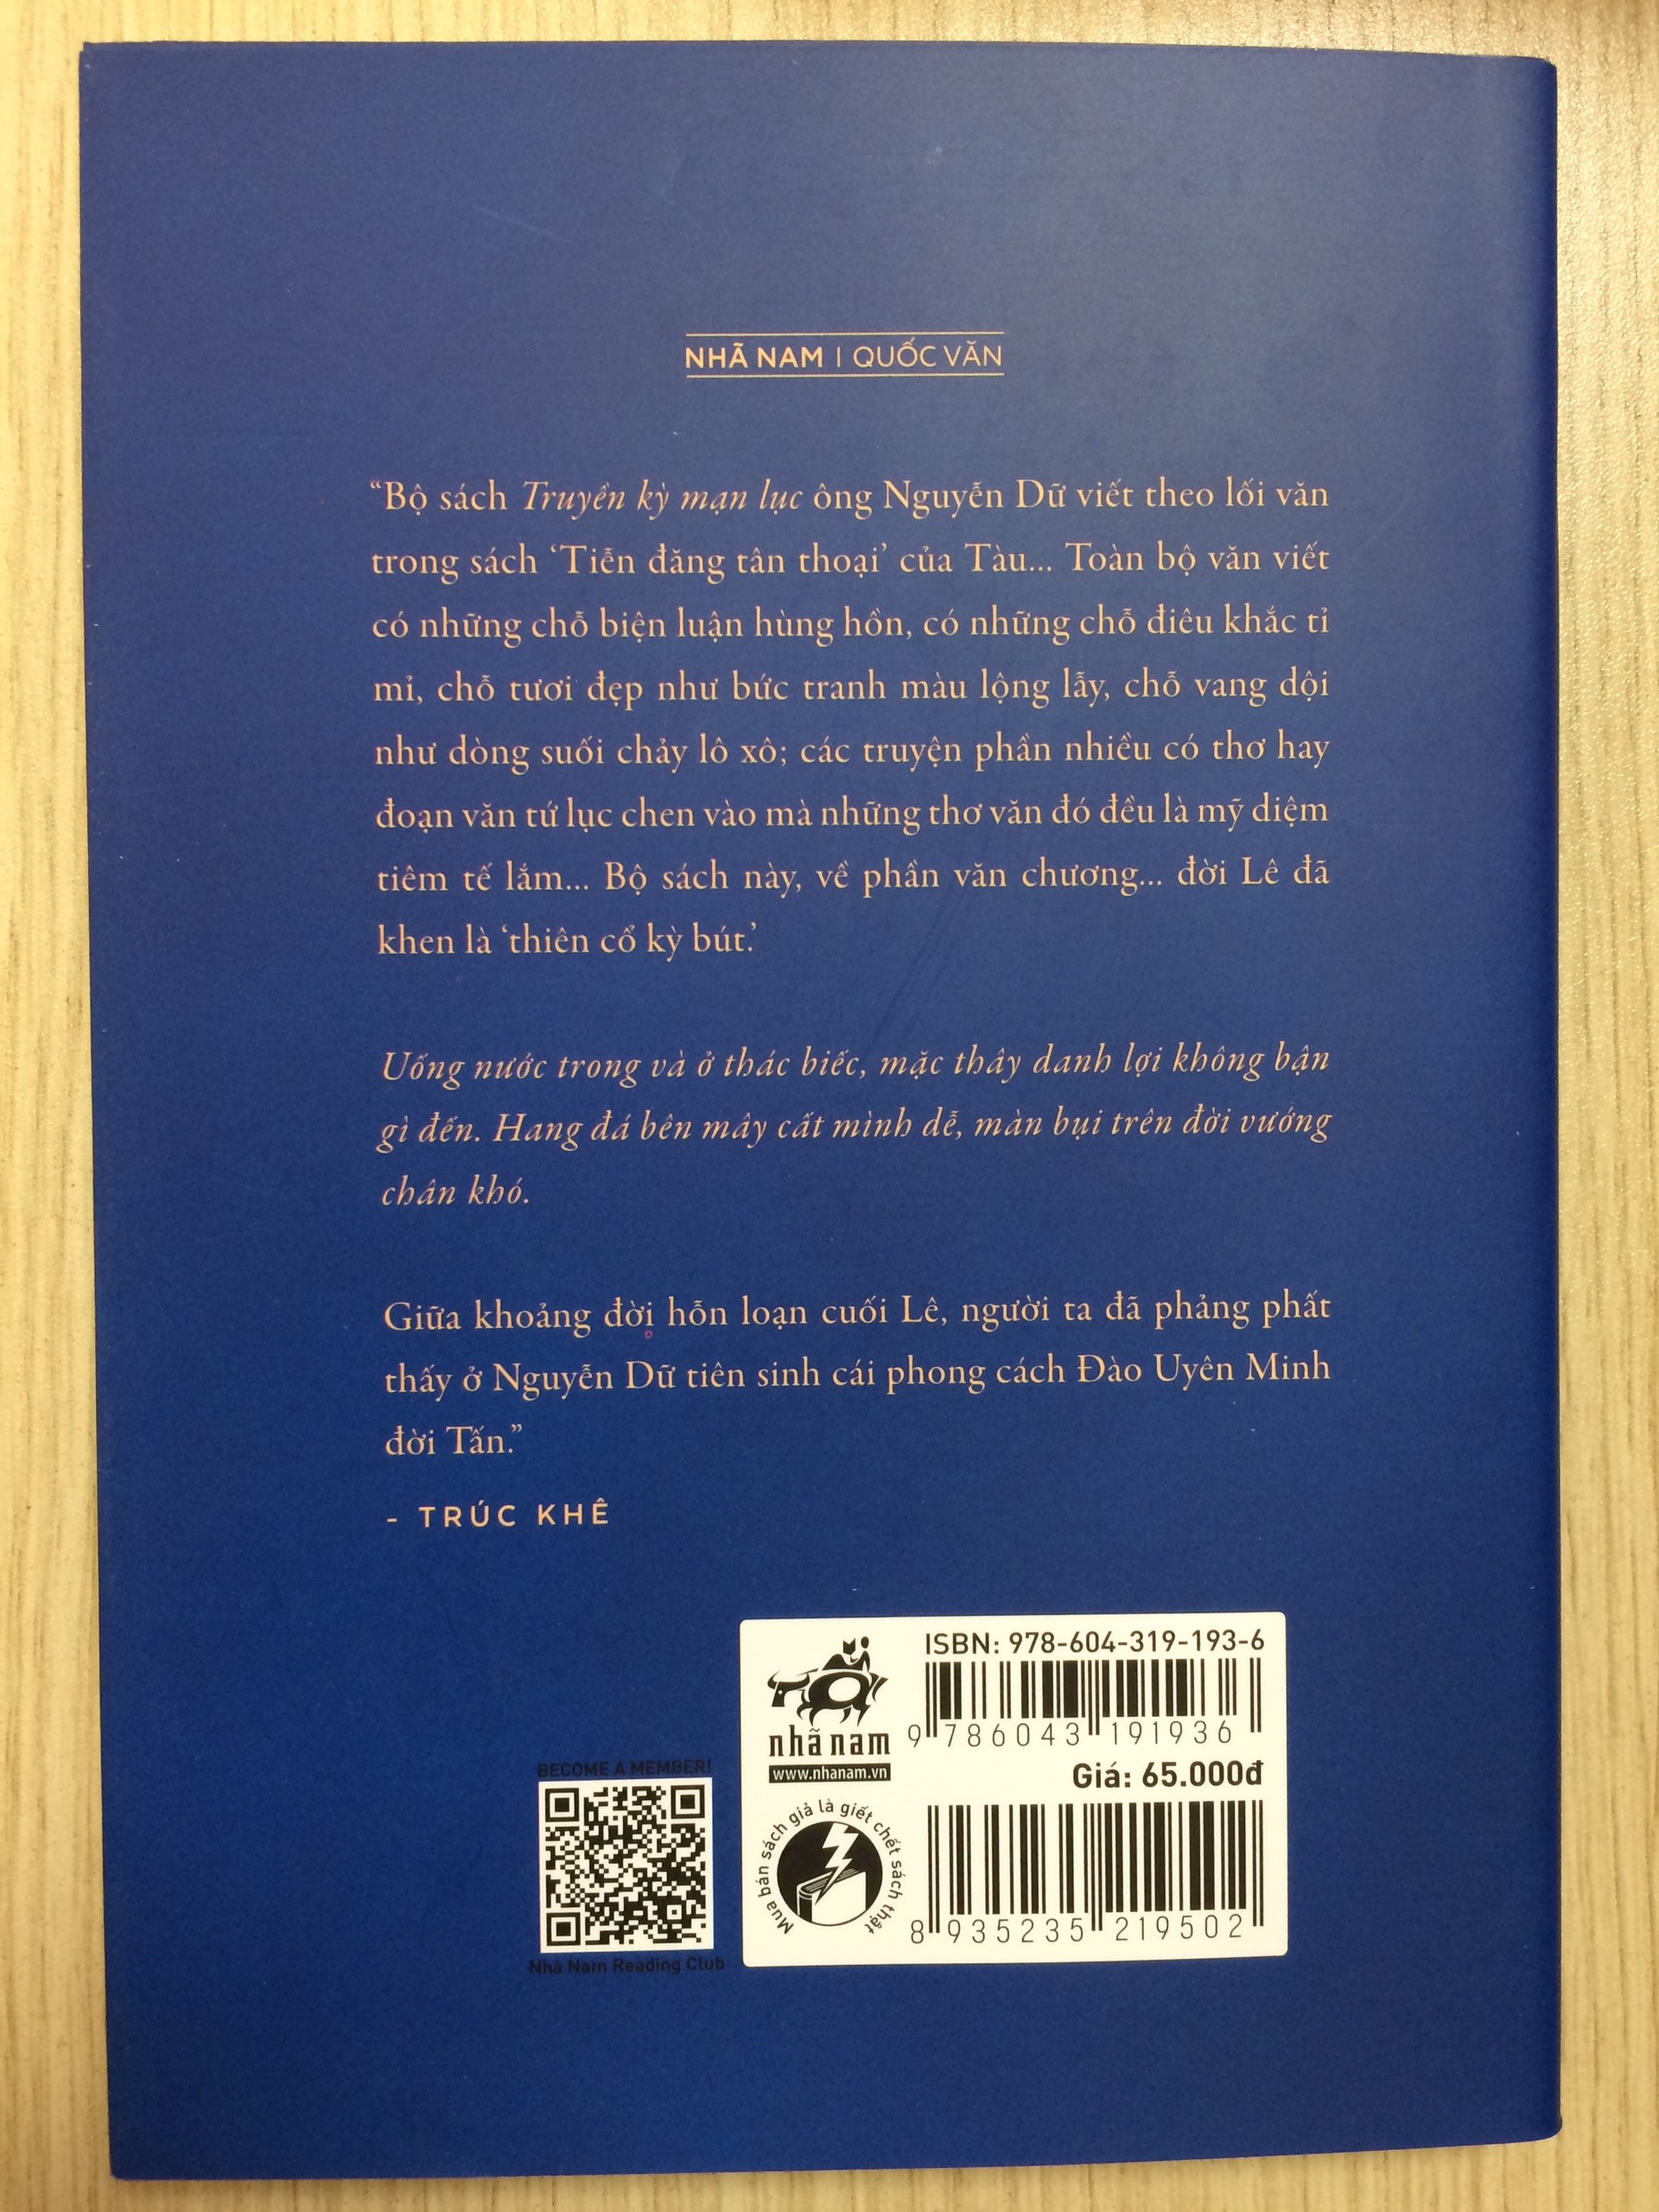 NHÃ NAM | QUỐC VĂN
“Bộ sách Truyền kỳ mạn lục ông Nguyễn Dữ viết theo lối văn
trong sách ‘Tiễn đăng tân thoại’ của Tàu... Toàn bộ văn viết
có những chỗ biện luận hùng hồn, có những chỗ điêu khắc tỉ
mỉ, chỗ tươi đẹp như bức tranh màu lộng lẫy, chỗ vang dội
như dòng suối chảy lô xô; các truyện phần nhiều có thơ hay
đoạn văn tứ lục chen vào mà những thơ văn đó đều là mỹ diệm
tiêm tế lắm... Bộ sách này, về phần văn chương... đời Lê đã
khen là ‘thiên cổ kỳ bút.’
Uống nước trong và ở thác biếc, mặc thây danh lợi không bận
gì đến. Hang đá bên mây cất mình dễ, màn bụi trên đời vướng
chân khó.
Giữa khoảng đời hỗn loạn cuối Lê, người ta đã phảng phất
thấy ở Nguyễn Dữ tiên sinh cái phong cách Đào Uyên Minh
đời Tấn.”
- TRÚC KHÊ
ISBN: 978-604-319-193-6
9 786043 191936
nhã nam
www.nhanam.vn
Giá: 65.000đ
BECOME A MEMBER!
Nhã Nam Reading Club
Mua bán sách giả là giết chết sách thật
8 935235 219502